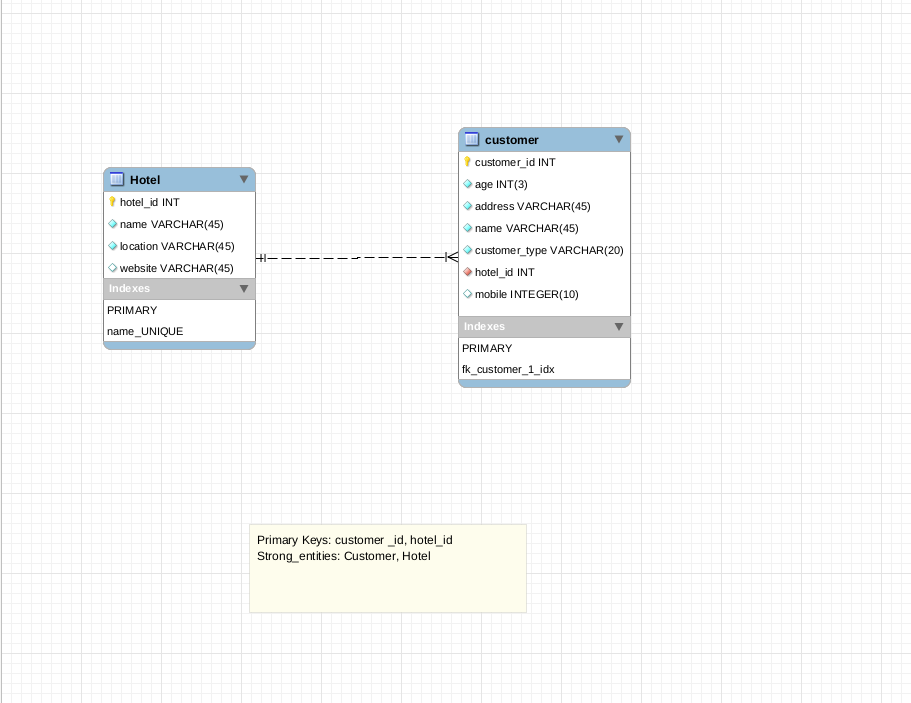 Hotel
hotel_id INT
name VARCHAR(45)
location VARCHAR(45)
website VARCHAR(45)
Indexes
PRIMARY
name_UNIQUE
customer
customer_id INT
age INT(3)
address VARCHAR(45)
name VARCHAR(45)
customer_type VARCHAR(20)
hotel_id INT
mobile INTEGER(10)
Indexes
PRIMARY
fk_customer_1_idx
Primary Keys: customer _id, hotel_id
Strong_entities: Customer, Hotel